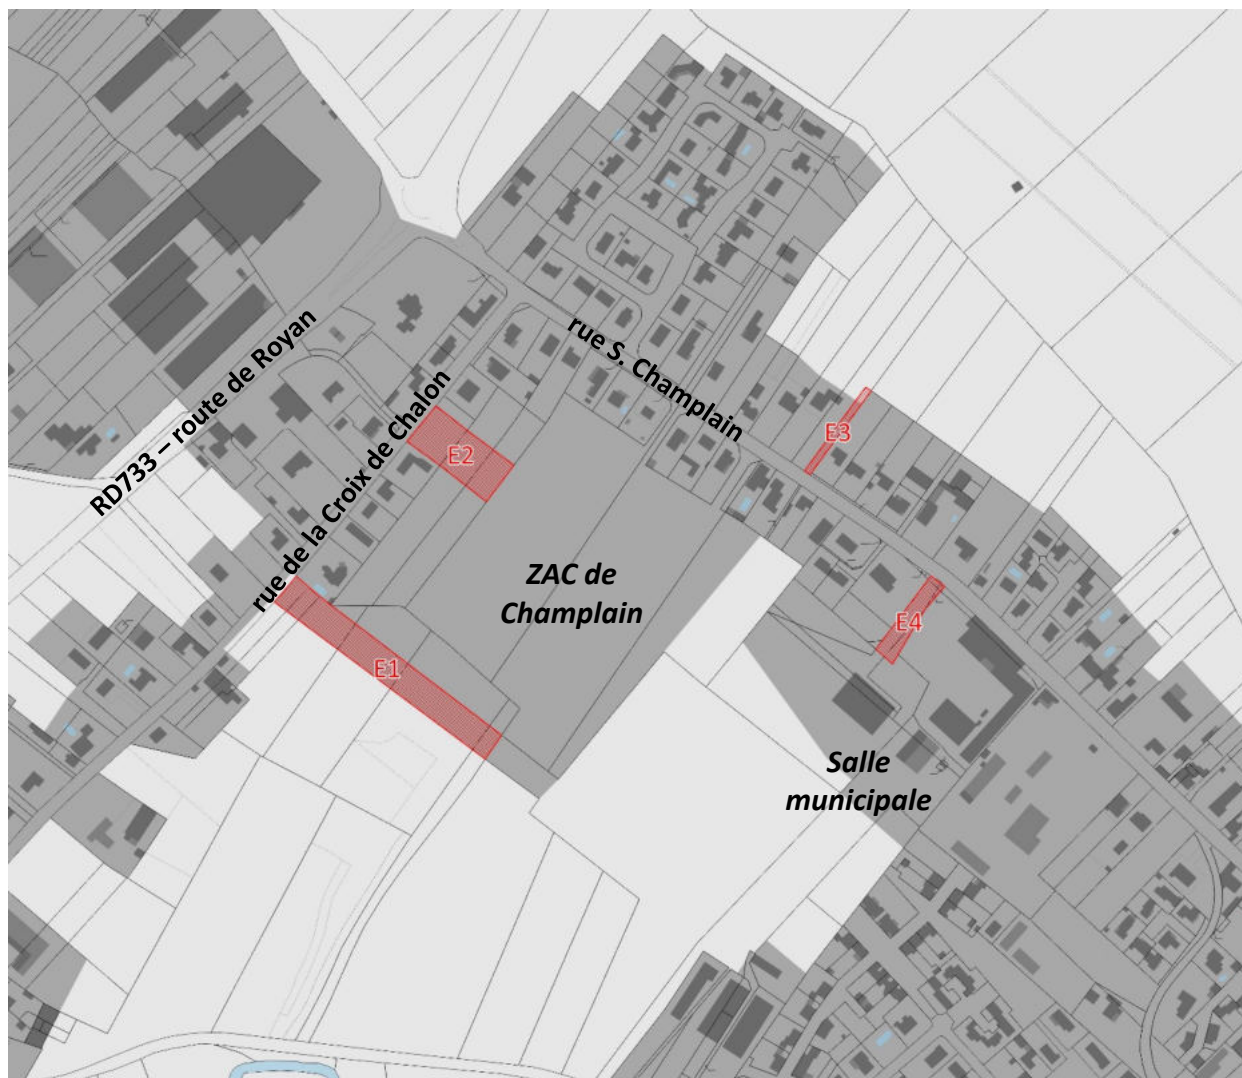 rue S. Champlain
RD733 – route de Royan
rue de la Croix de Chalon
E3
E2
ZAC de
Champlain
E4
E1
Salle
municipale